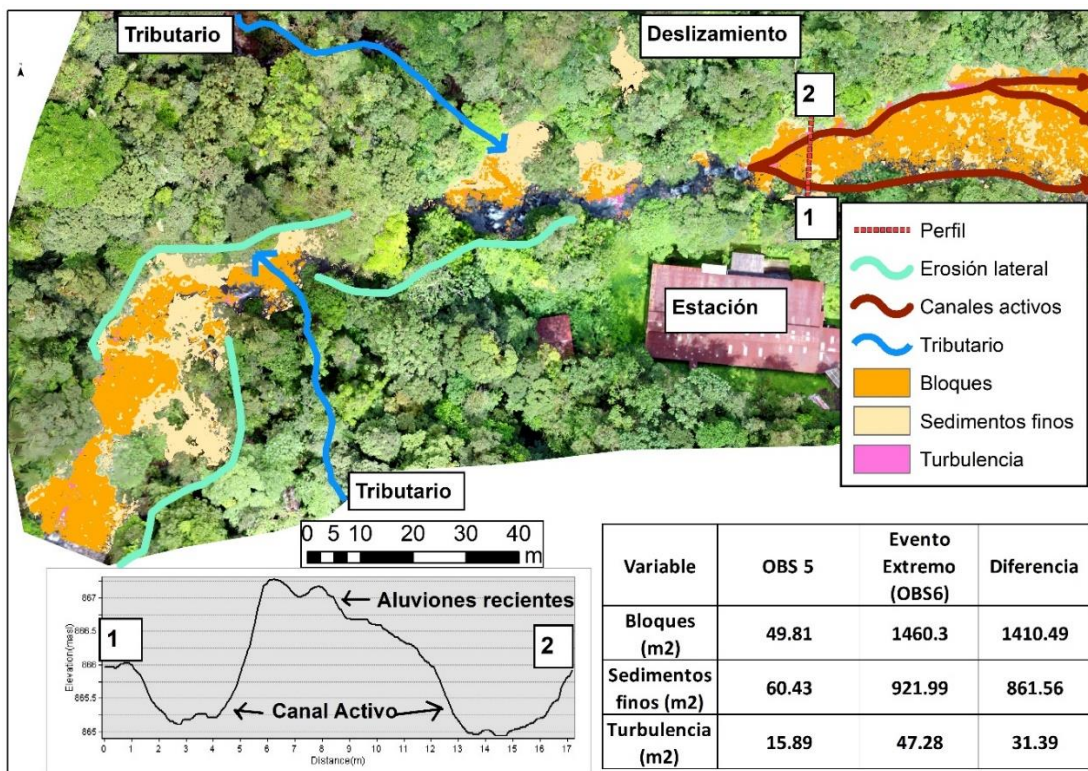 Tributario
Deslizamiento
2
1
Estación
Tributario
Perfil
Erosión lateral
Canales activos
Tributario
Bloques
Sedimentos finos
Turbulencia
0 5 10 20 30 40
m
1
2
Aluviones recientes
Canal Activo
Elevation(masl)
867
866.5
866
865.5
865
0 1 2 3 4 5 6 7 8 9 10 11 12 13 14 15 16 17
Distance(m)
Variable OBS 5 Evento Extremo (OBS6) Diferencia
Bloques (m2) 49.81 1460.3 1410.49
Sedimentos finos (m2) 60.43 921.99 861.56
Turbulencia (m2) 15.89 47.28 31.39